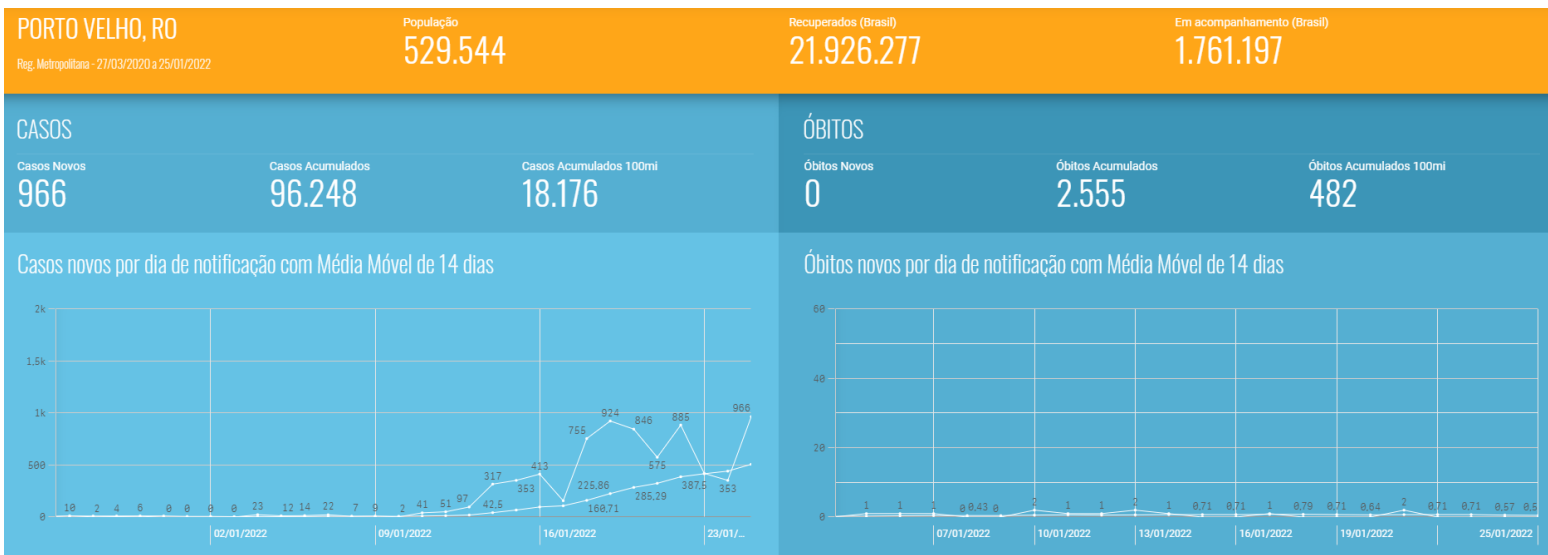 PORTO VELHO, RO
Reg. Metropolitana - 27/03/2020 a 25/01/2022
População
529.544
Recuperados (Brasil)
21.926.277
Em acompanhamento (Brasil)
1.761.197
CASOS
Casos Novos
966
Casos Acumulados
96.248
Casos Acumulados 100mi
18.176
ÓBITOS
Óbitos Novos
0
Óbitos Acumulados
2.555
Óbitos Acumulados 100mi
482
Casos novos por dia de notificação com Média Móvel de 14 dias
2k
1,5k
1k
500
0
10 2 4 6 0 0 0 0 23 12 14 22 7 9 2 41 51 97 317 353 413 755 924 846 575 885 353 966
42,5 160,71 225,86 285,29 387,5
02/01/2022 09/01/2022 16/01/2022 23/01/...
Óbitos novos por dia de notificação com Média Móvel de 14 dias
60
40
20
0
1 1 1 0 0,43 0 2 1 1 2 1 0,71 0,71 1 0,79 0,71 0,64 2 0,71 0,71 0,57 0,5
07/01/2022 10/01/2022 13/01/2022 16/01/2022 19/01/2022 25/01/2022